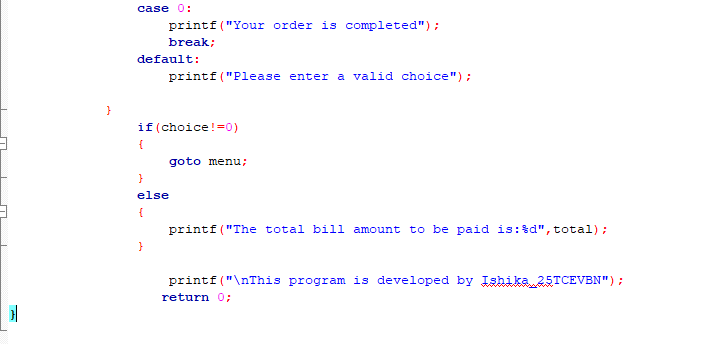 case 0:
printf("Your order is completed");
break;
default:
printf("Please enter a valid choice");
}
if(choice!=0)
{
goto menu;
}
else
{
printf("The total bill amount to be paid is:%d",total);
}
printf("\nThis program is developed by Ishika_25TCEVBN");
return 0;
}